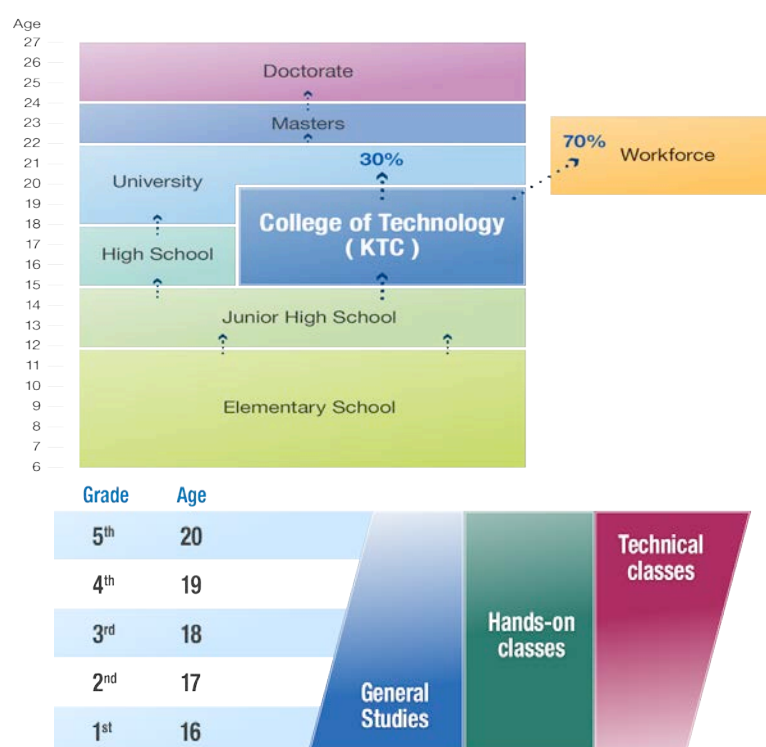 Age
27
26
25
24
23
22
21
20
19
18
17
16
15
14
13
12
11
10
9
8
7
6
Doctorate
Masters
30%
University
College of Technology
( KTC )
High School
Junior High School
Elementary School
70%
Workforce
Grade Age
5th 20
4th 19
3rd 18
2nd 17
1st 16
General
Studies
Hands-on
classes
Technical
classes